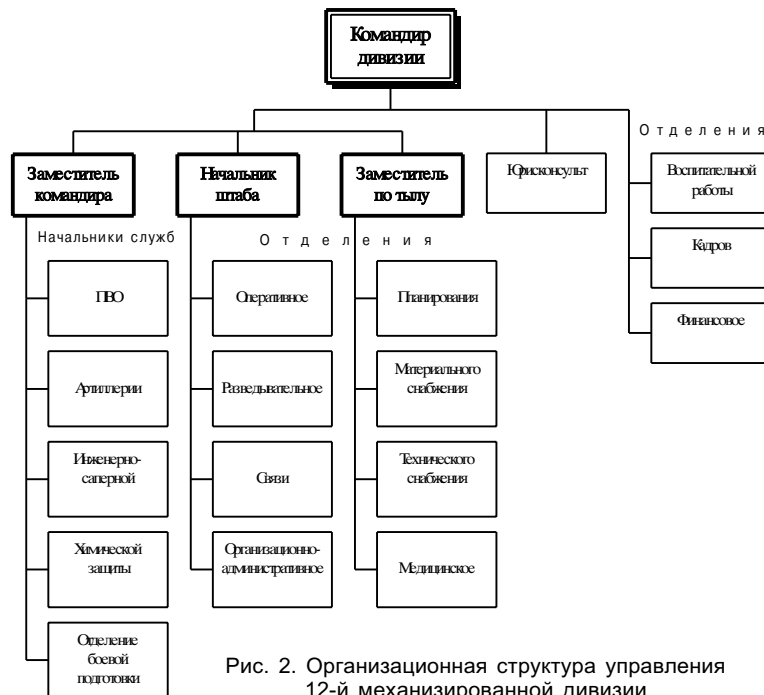 Командир
дивизии
Отделения
Заместитель
командира
Начальник
штаба
Заместитель
по тылу
Юрисконсульт
Воспитательной
работы
Начальники служб
Отделения
Кадров
ПВО
Оперативное
Планирования
Финансовое
Артиллерии
Разведывательное
Материального
снабжения
Инженерно-
саперной
Связи
Технического
снабжения
Химической
защиты
Организационно-
административное
Медицинское
Отделение
боевой
подготовки
Рис. 2. Организационная структура управления
12-й механизированной дивизии